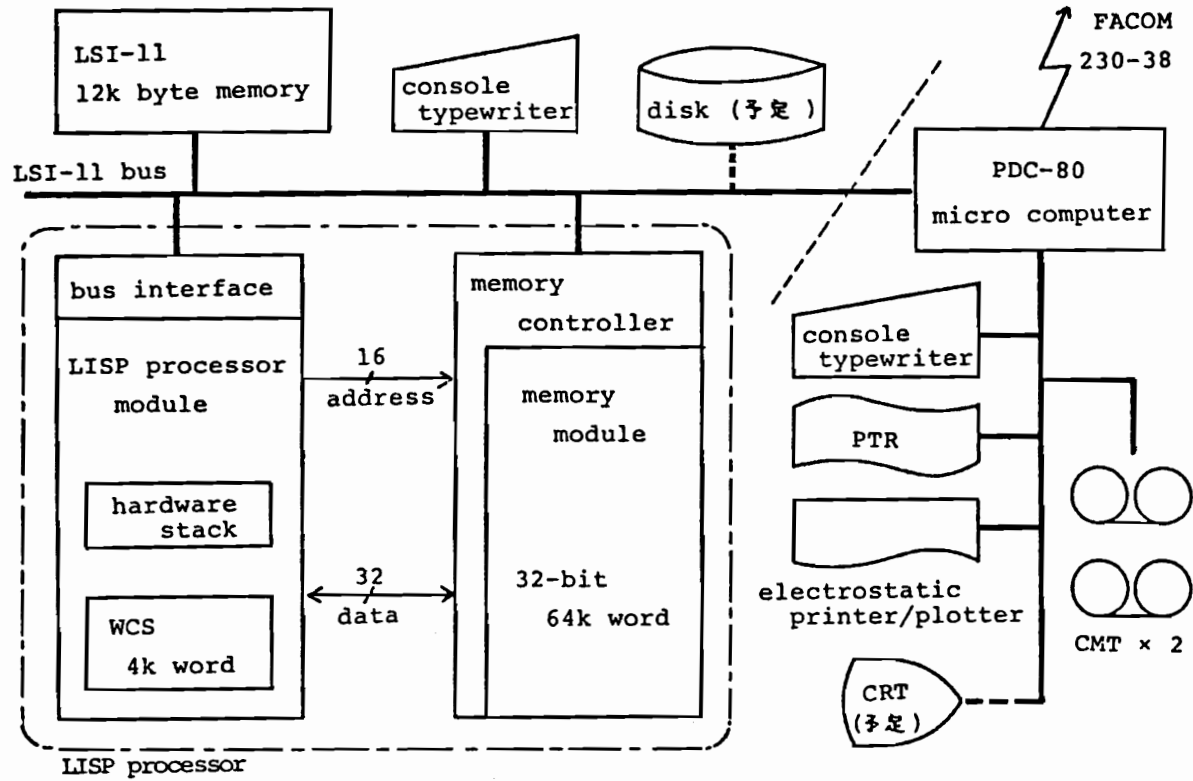 LSI-11
12k byte memory
console
typewriter
disk (予定)
FACOM
230-38
LSI-11 bus
PDC-80
micro computer
bus interface
LISP processor
module
hardware
stack
WCS
4k word
16
address
32
data
memory
controller
memory
module
32-bit
64k word
LISP processor
console
typewriter
PTR
electrostatic
printer/plotter
CMT × 2
CRT
(予定)